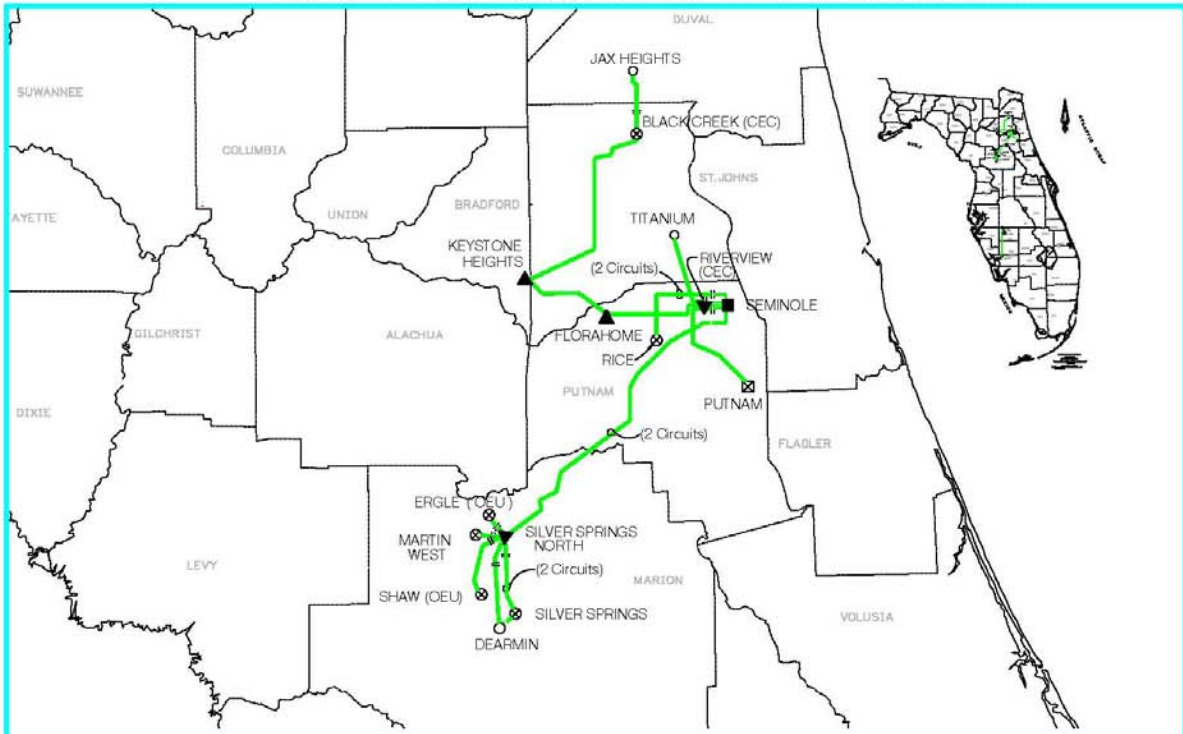 DUVAL
JAX HEIGHTS
SUWANNEE
BLACK CREEK (CEC)
COLUMBIA
ST.JOHNS
UNION
BRADFORD
AYETTE
TITANIUM
KEYSTONE
HEIGHTS
RIVERVIEW
(CEC)
(2 Circuits)
SEMINOLE
GILCHRIST
ALACHUA
FLORAHOME
RICE
PUTNAM
PUTNAM
DIXIE
(2 Circuits)
FLAGLER
ERGLE (OEU)
SILVER SPRINGS
NORTH
MARTIN
WEST
LEVY
(2 Circuits)
MARION
SHAW (OEU)
SILVER SPRINGS
VOLUSIA
DEARMIN